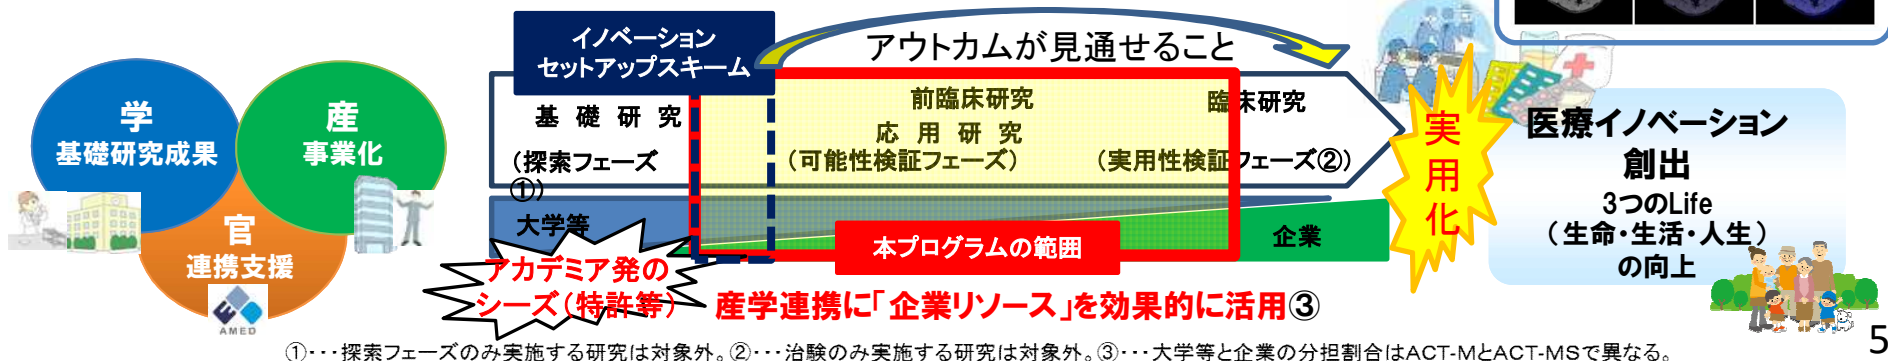 学
基礎研究成果
産
事業化
官
連携支援
AMED
イノベーション
セットアップスキーム
アウトカムが見通せること
基 礎 研 究
(探索フェーズ
①)
前臨床研究
応 用 研 究
(可能性検証フェーズ)
臨床研究
(実用性検証フェーズ②)
大学等
企業
本プログラムの範囲
アカデミア発の
シーズ(特許等)
産学連携に「企業リソース」を効果的に活用③
実
用
化
医療イノベーション
創出
3つのLife
(生命・生活・人生)
の向上
①・・・探索フェーズのみ実施する研究は対象外。②・・・治験のみ実施する研究は対象外。③・・・大学等と企業の分担割合はACT-MとACT-MSで異なる。
5